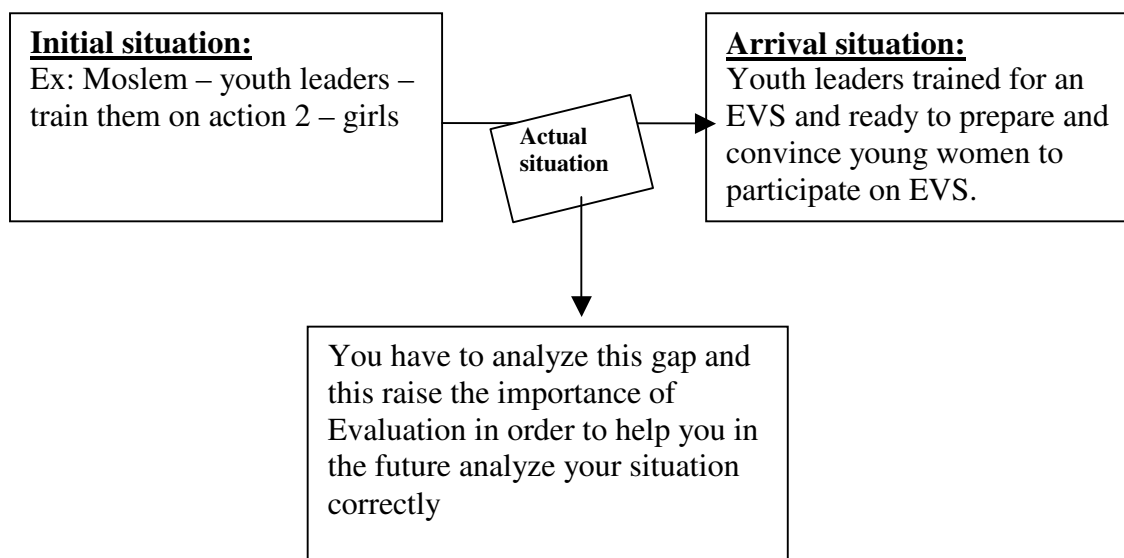 Initial situation:
Ex: Moslem – youth leaders –
train them on action 2 – girls
Actual
situation
Arrival situation:
Youth leaders trained for an
EVS and ready to prepare and
convince young women to
participate on EVS.
You have to analyze this gap and
this raise the importance of
Evaluation in order to help you in
the future analyze your situation
correctly